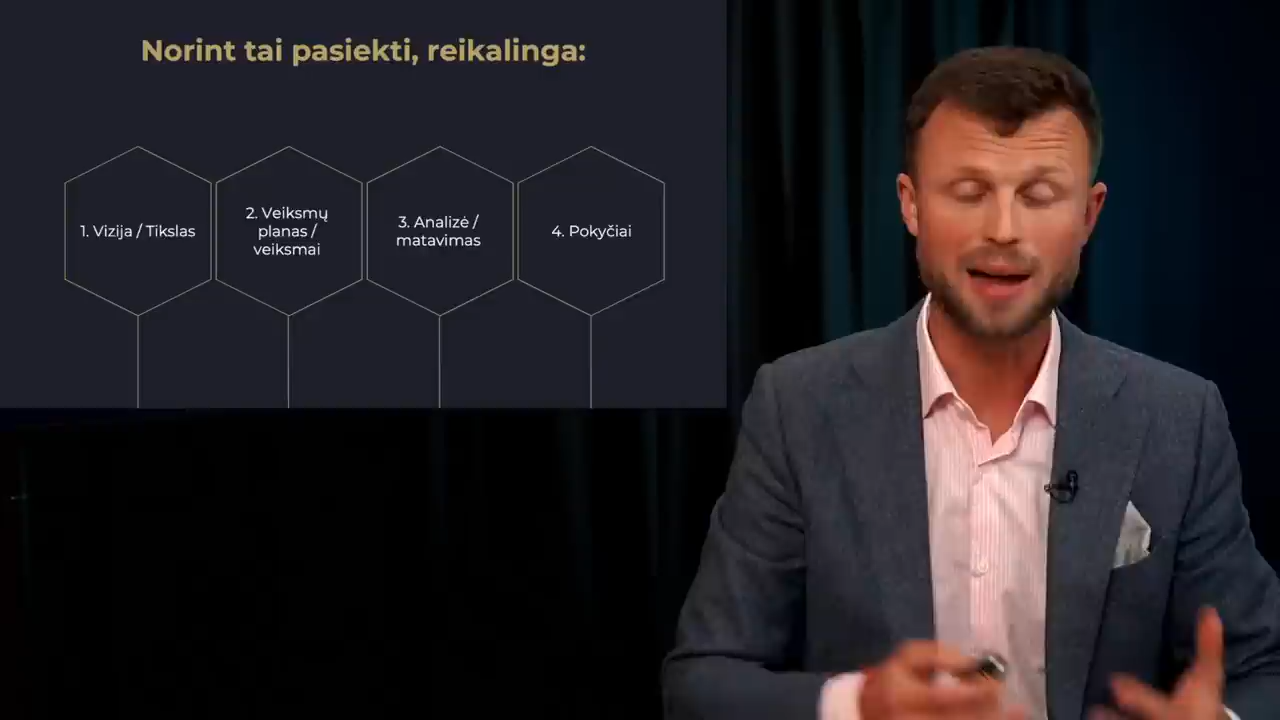 Norint tai pasiekti, reikalinga:
1. Vizija / Tikslas
2. Veiksmų
planas /
veiksmai
3. Analizė /
matavimas
4. Pokyčiai